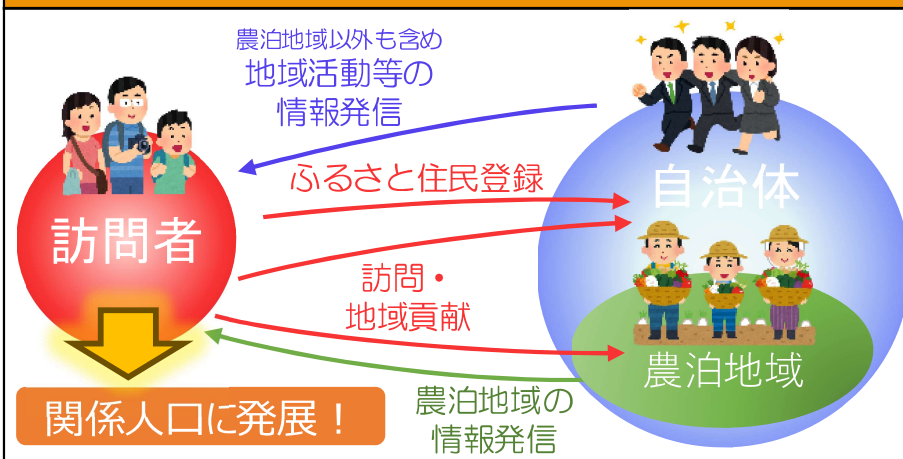 農泊地域以外も含め
地域活動等の
情報発信
ふるさと住民登録
自治体
訪問者
訪問・
地域貢献
農泊地域
農泊地域の
情報発信
関係人口に発展！